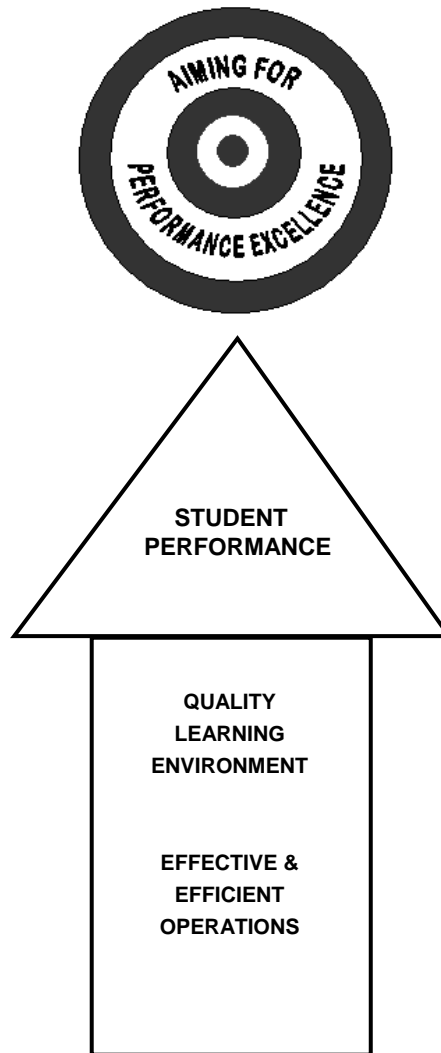 AIMING FOR
PERFORMANCE EXCELLENCE
STUDENT
PERFORMANCE
QUALITY
LEARNING
ENVIRONMENT
EFFECTIVE &
EFFICIENT
OPERATIONS